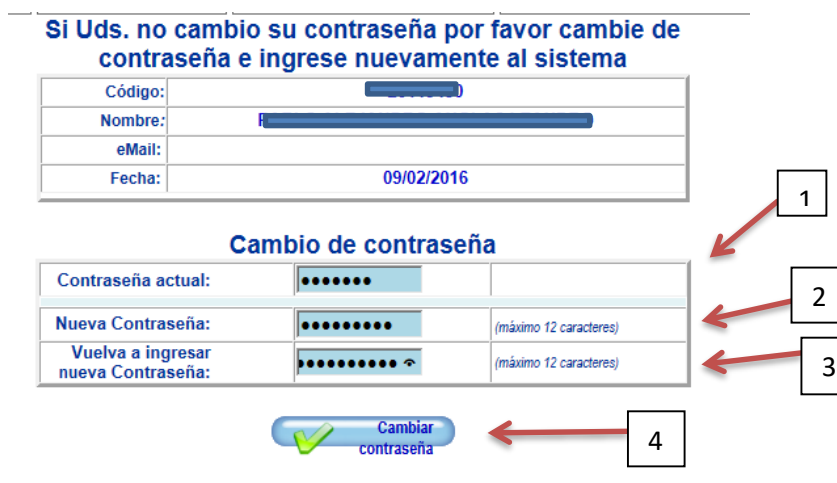 Si Uds. no cambio su contraseña por favor cambie de
contraseña e ingrese nuevamente al sistema
Código:
Nombre:
eMail:
Fecha: 09/02/2016
1
Cambio de contraseña
Contraseña actual: •••••••
2
Nueva Contraseña: ••••••••• (máximo 12 caracteres)
Vuelva a ingresar
nueva Contraseña: •••••••••• (máximo 12 caracteres)
3
Cambiar
contraseña
4